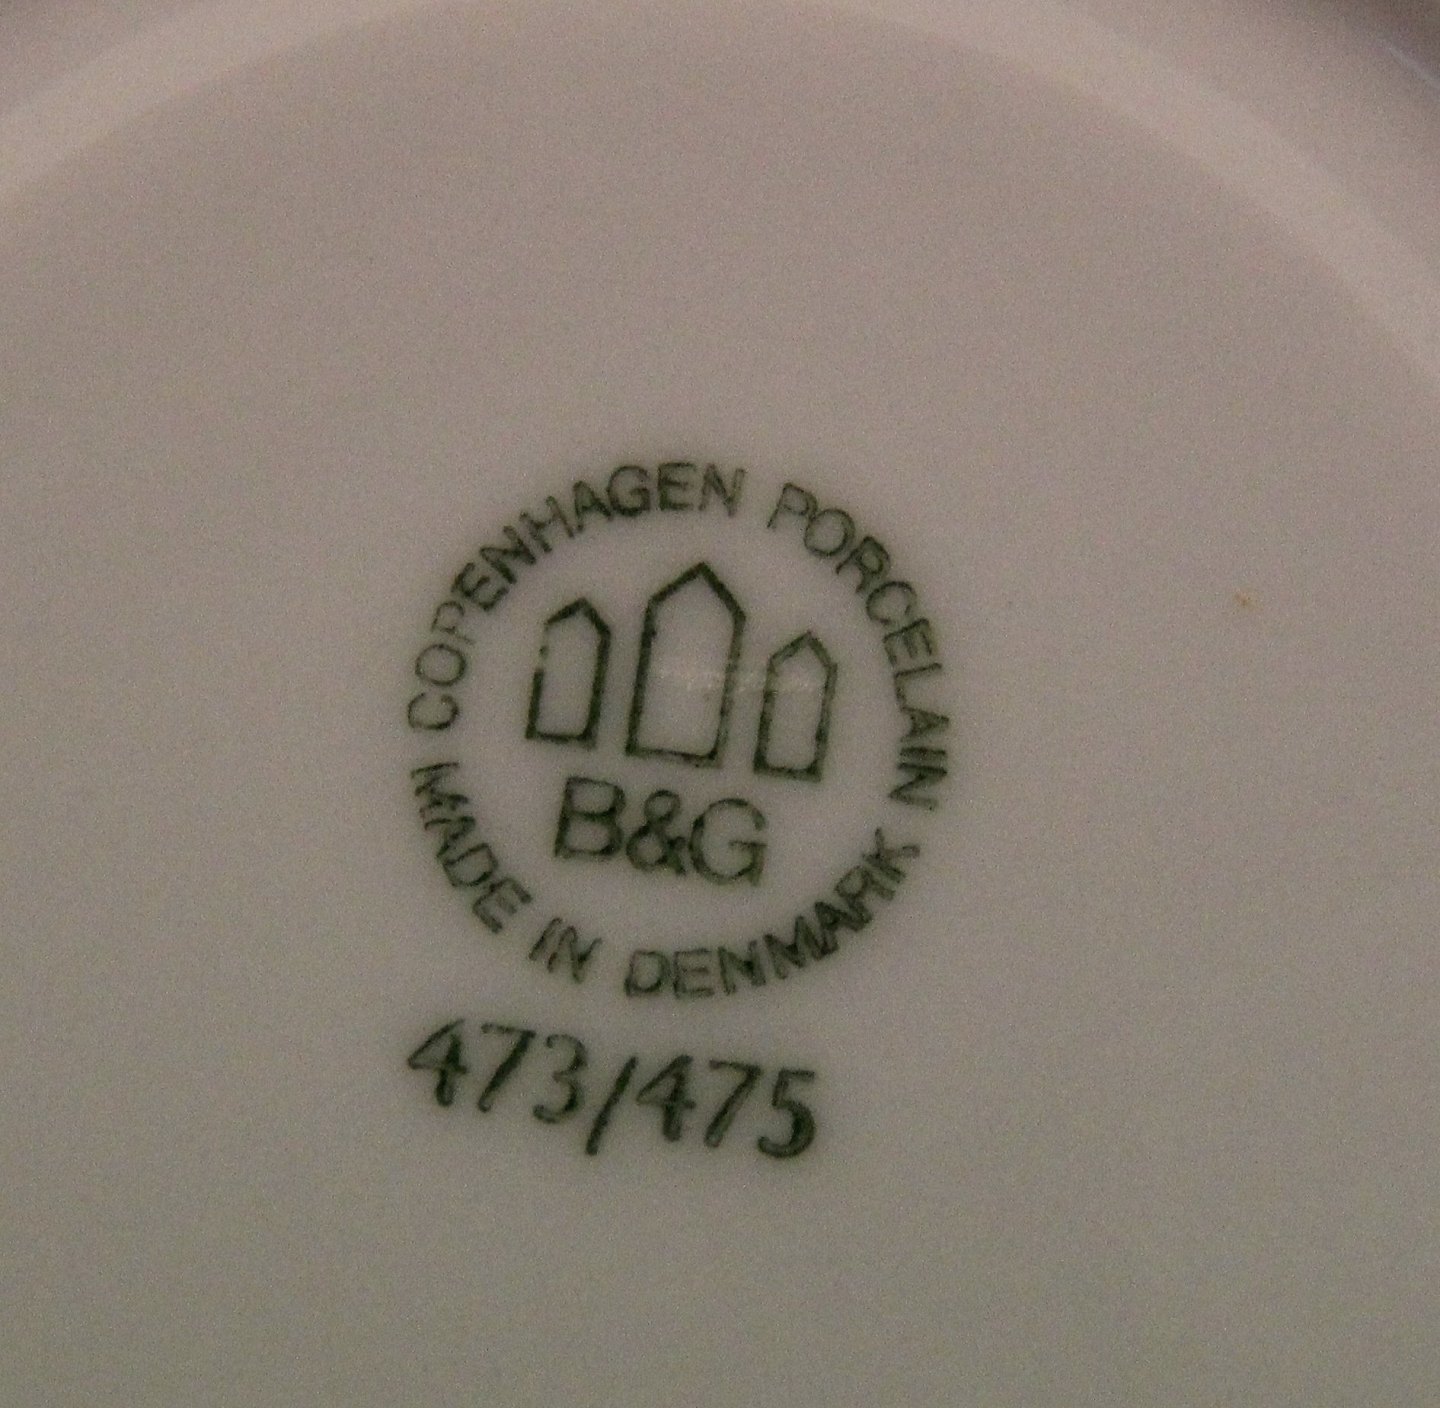 COPENHAGEN PORCELAIN
B&G
MADE IN DENMARK
473/475